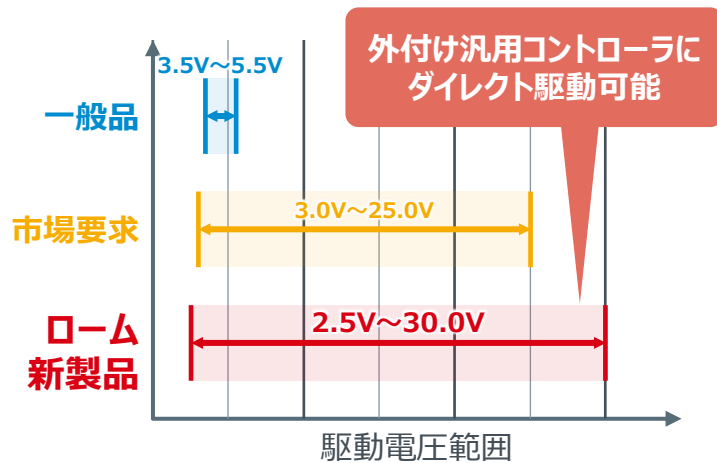 外付け汎用コントローラに
ダイレクト駆動可能
3.5V～5.5V
一般品
市場要求
3.0V～25.0V
ローム
新製品
2.5V～30.0V
駆動電圧範囲